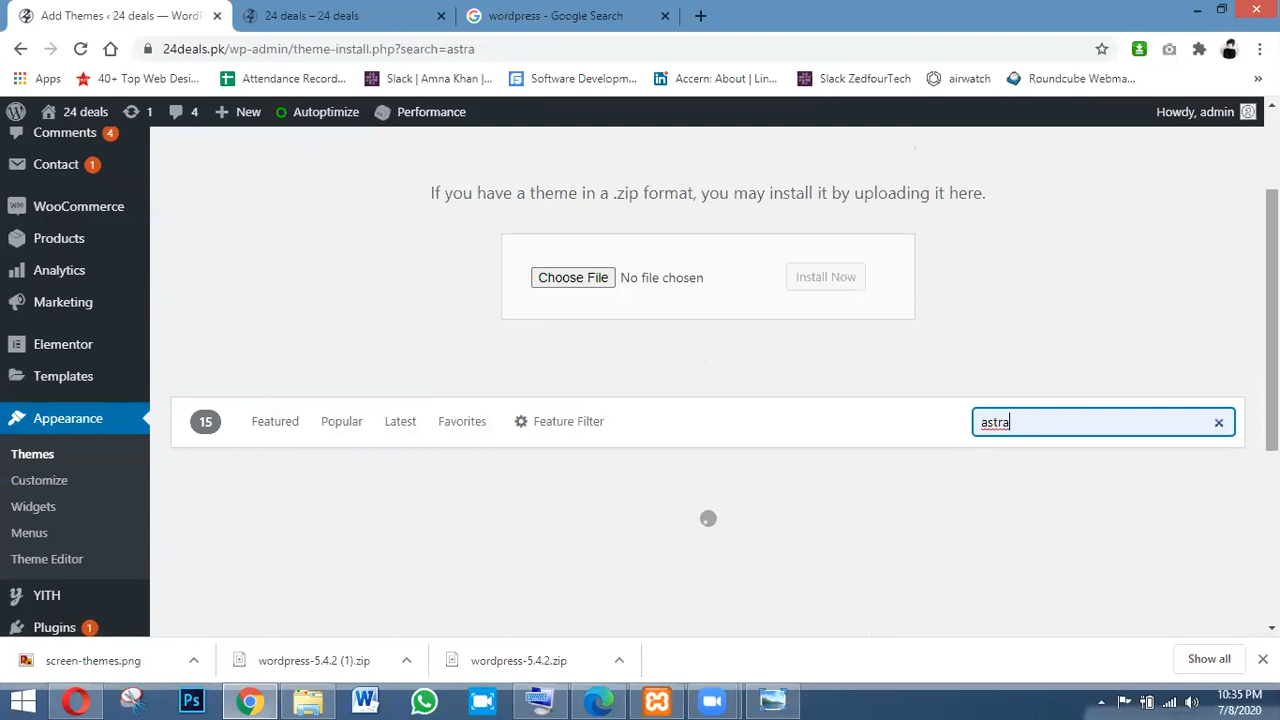 Add Themes ‹ 24 deals — WordP
24 deals – 24 deals
wordpress - Google Search
24deals.pk/wp-admin/theme-install.php?search=astra
Apps
40+ Top Web Desi...
Attendance Record...
Slack | Amna Khan |...
Software Developm...
Accern: About | Lin...
Slack ZedfourTech
airwatch
Roundcube Webma...
»
24 deals
1
4
New
Autoptimize
Performance
Howdy, admin
Comments 4
Contact 1
WooCommerce
Products
Analytics
Marketing
Elementor
Templates
Appearance
Themes
Customize
Widgets
Menus
Theme Editor
YITH
Plugins 1
If you have a theme in a .zip format, you may install it by uploading it here.
Choose File No file chosen
Install Now
15
Featured
Popular
Latest
Favorites
Feature Filter
astra
screen-themes.png
wordpress-5.4.2 (1).zip
wordpress-5.4.2.zip
Show all
10:35 PM
7/8/2020